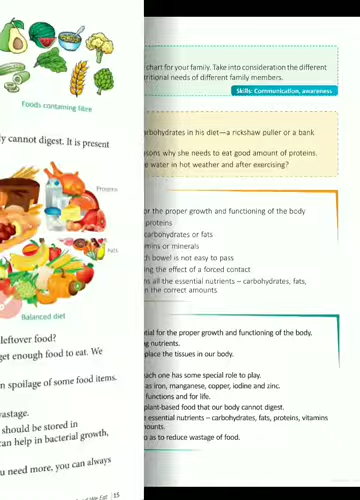 Foods containing fibre
y cannot digest. It is present
Proteins
Fats
Balanced diet
leftover food?
get enough food to eat. We
n spoilage of some food items.
vastage.
should be stored in
can help in bacterial growth,
u need more, you can always
15
chart for your family. Take into consideration the different
tritional needs of different family members.
Skills: Communication, awareness
arbohydrates in his diet—a rickshaw puller or a bank
sons why she needs to eat good amount of proteins.
e water in hot weather and after exercising?
or the proper growth and functioning of the body
proteins
carbohydrates or fats
mins or minerals
ch bowel is not easy to pass
ing the effect of a forced contact
ns all the essential nutrients – carbohydrates, fats,
n the correct amounts
tial for the proper growth and functioning of the body.
ng nutrients.
place the tissues in our body.
ach one has some special role to play.
as iron, manganese, copper, iodine and zinc.
functions and for life.
plant-based food that our body cannot digest.
e essential nutrients – carbohydrates, fats, proteins, vitamins
mounts.
o as to reduce wastage of food.